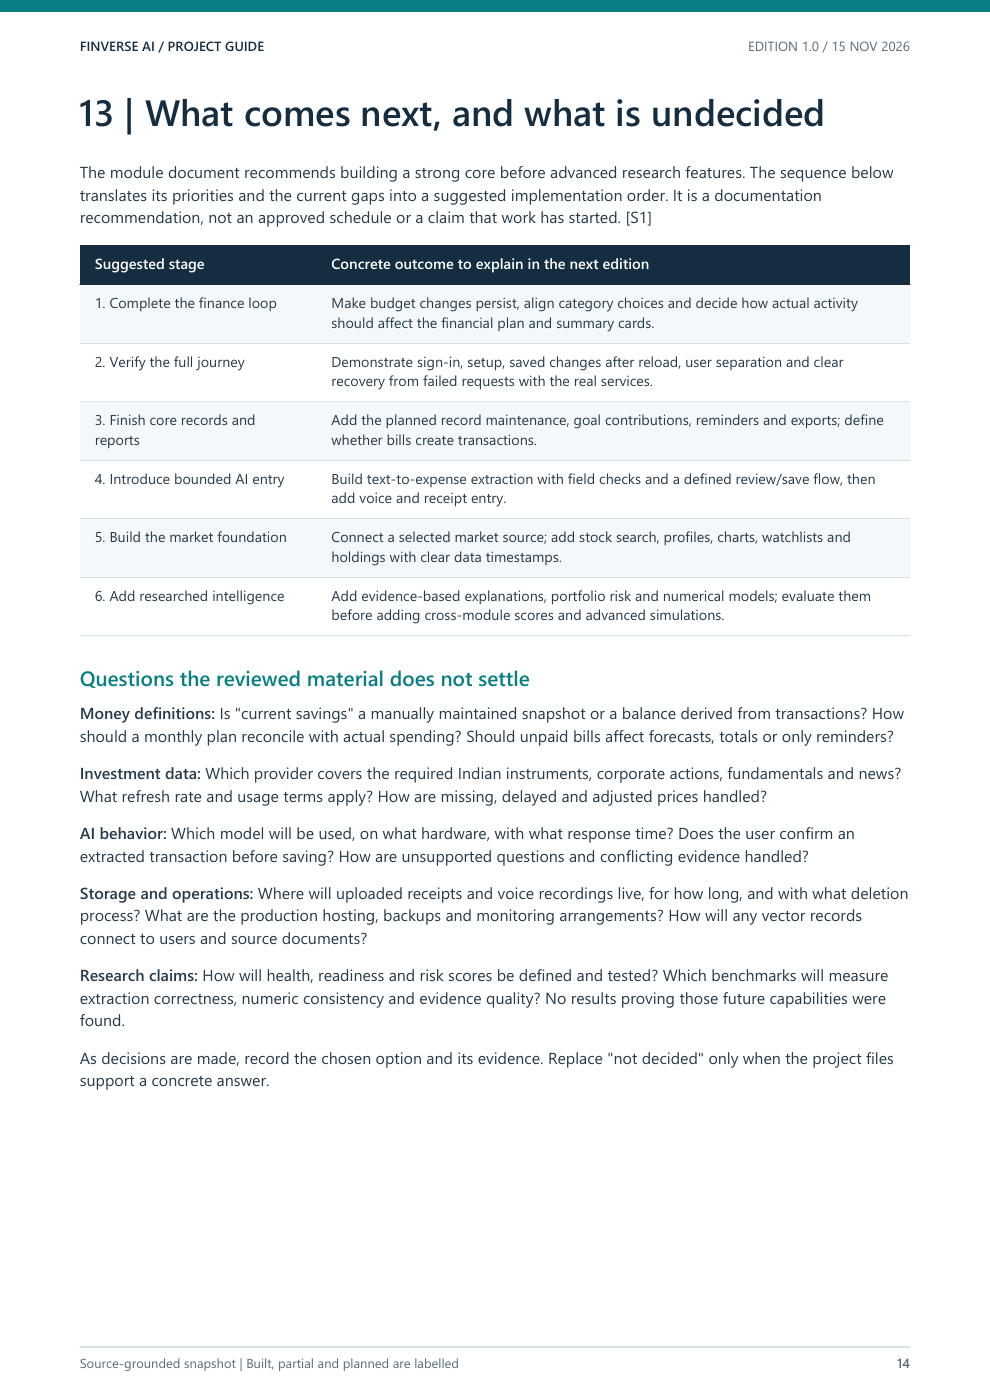 FINVERSE AI / PROJECT GUIDE
EDITION 1.0 / 15 NOV 2026
13 | What comes next, and what is undecided
The module document recommends building a strong core before advanced research features. The sequence below
translates its priorities and the current gaps into a suggested implementation order. It is a documentation
recommendation, not an approved schedule or a claim that work has started. [S1]
Suggested stage
Concrete outcome to explain in the next edition
1. Complete the finance loop
Make budget changes persist, align category choices and decide how actual activity
should affect the financial plan and summary cards.
2. Verify the full journey
Demonstrate sign-in, setup, saved changes after reload, user separation and clear
recovery from failed requests with the real services.
3. Finish core records and
reports
Add the planned record maintenance, goal contributions, reminders and exports; define
whether bills create transactions.
4. Introduce bounded AI entry
Build text-to-expense extraction with field checks and a defined review/save flow, then
add voice and receipt entry.
5. Build the market foundation
Connect a selected market source; add stock search, profiles, charts, watchlists and
holdings with clear data timestamps.
6. Add researched intelligence
Add evidence-based explanations, portfolio risk and numerical models; evaluate them
before adding cross-module scores and advanced simulations.
Questions the reviewed material does not settle
Money definitions: Is "current savings" a manually maintained snapshot or a balance derived from transactions? How
should a monthly plan reconcile with actual spending? Should unpaid bills affect forecasts, totals or only reminders?
Investment data: Which provider covers the required Indian instruments, corporate actions, fundamentals and news?
What refresh rate and usage terms apply? How are missing, delayed and adjusted prices handled?
AI behavior: Which model will be used, on what hardware, with what response time? Does the user confirm an
extracted transaction before saving? How are unsupported questions and conflicting evidence handled?
Storage and operations: Where will uploaded receipts and voice recordings live, for how long, and with what deletion
process? What are the production hosting, backups and monitoring arrangements? How will any vector records
connect to users and source documents?
Research claims: How will health, readiness and risk scores be defined and tested? Which benchmarks will measure
extraction correctness, numeric consistency and evidence quality? No results proving those future capabilities were
found.
As decisions are made, record the chosen option and its evidence. Replace "not decided" only when the project files
support a concrete answer.
Source-grounded snapshot | Built, partial and planned are labelled
14